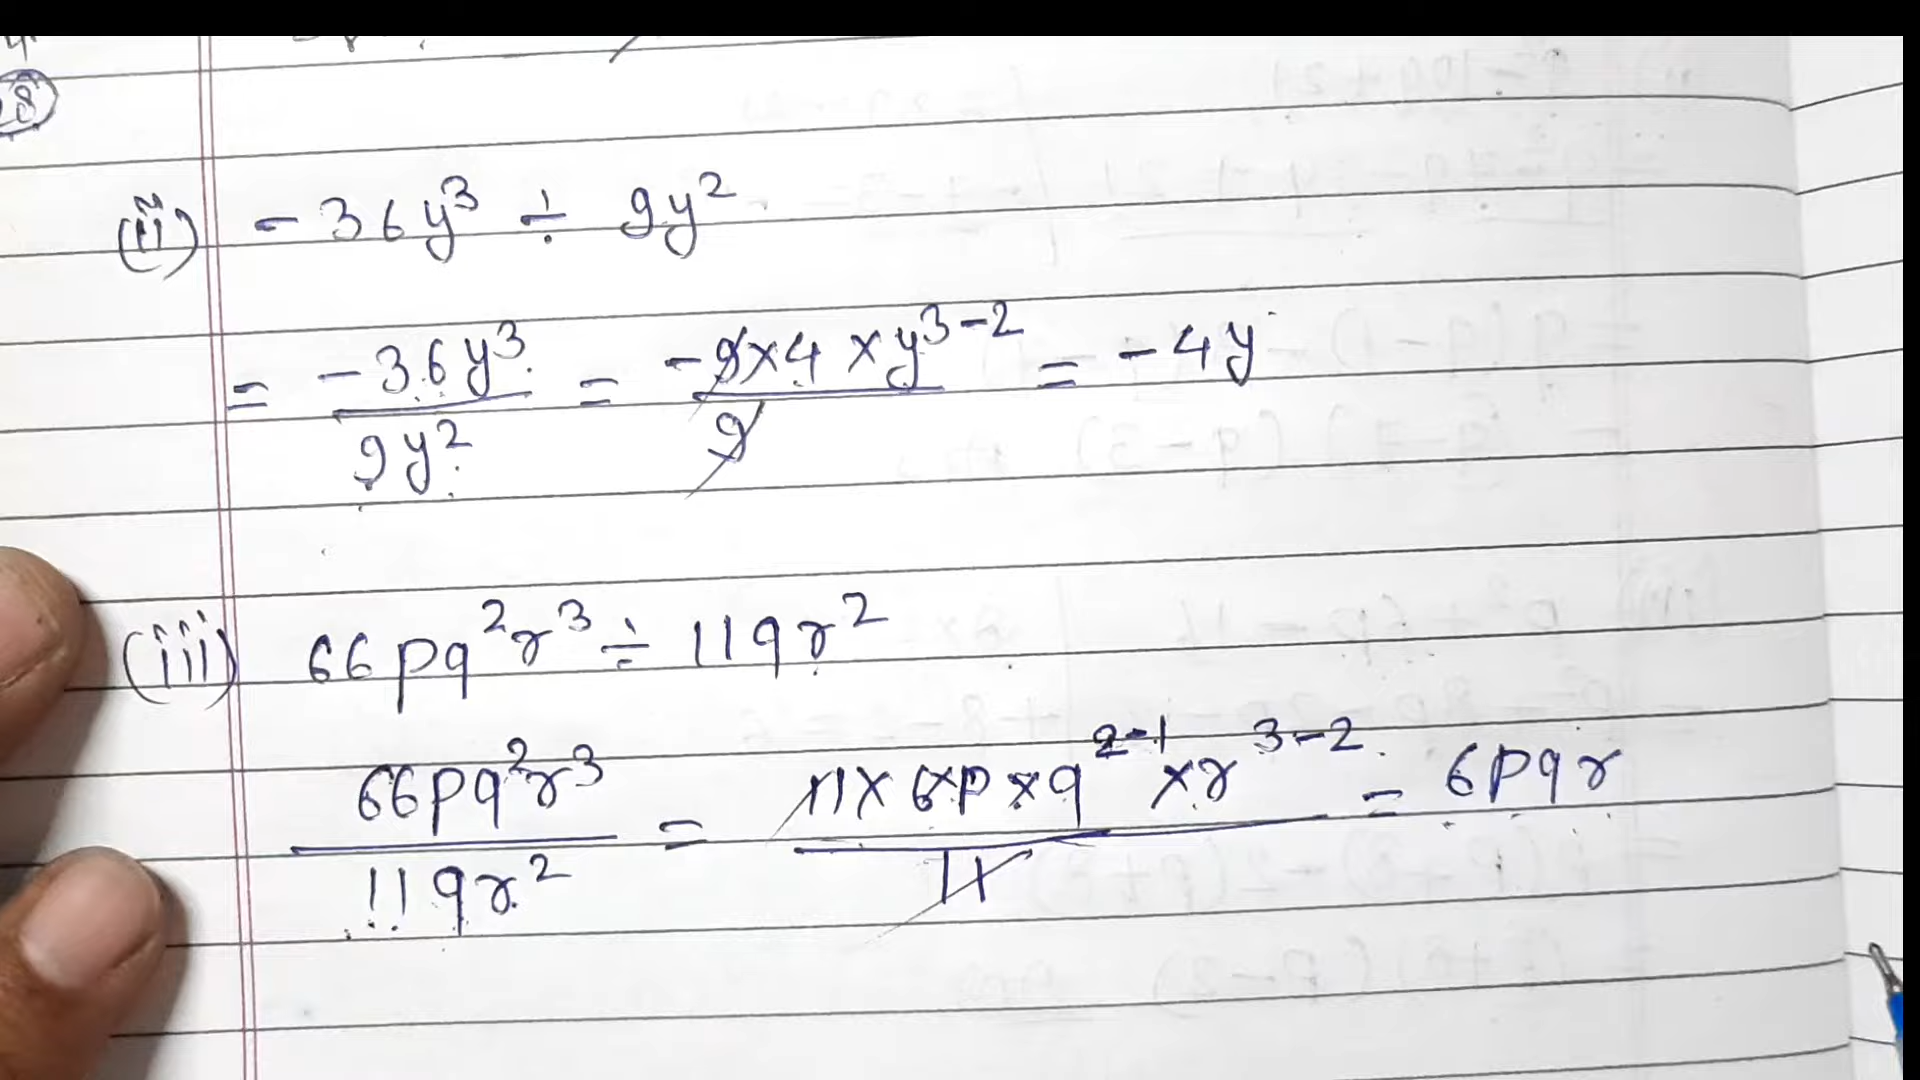 (ii) -36y³ ÷ 9y²
= -36y³/9y² = -9×4×y³⁻²/9 = -4y
(iii) 66pq²r³ ÷ 11qr²
66pq²r³/11qr² = 11×6×p×q²⁻¹×r³⁻²/11 = 6pqr